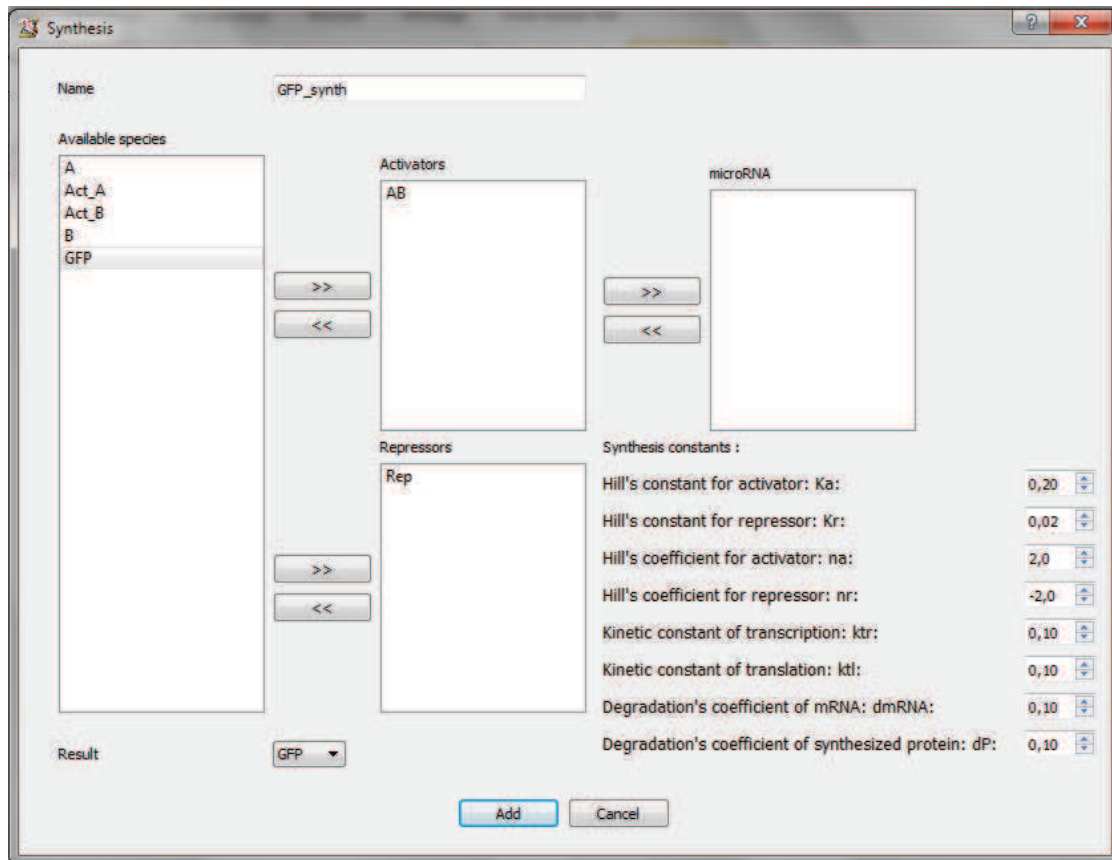 Synthesis
Name
GFP_synth
Available species
A
Act_A
Act_B
B
GFP
>>
<<
Activators
AB
>>
<<
microRNA
Repressors
Rep
>>
<<
Synthesis constants :
Hill's constant for activator: Ka: 0,20
Hill's constant for repressor: Kr: 0,02
Hill's coefficient for activator: na: 2,0
Hill's coefficient for repressor: nr: -2,0
Kinetic constant of transcription: ktr: 0,10
Kinetic constant of translation: ktl: 0,10
Degradation's coefficient of mRNA: dmRNA: 0,10
Degradation's coefficient of synthesized protein: dP: 0,10
Result
GFP
Add
Cancel